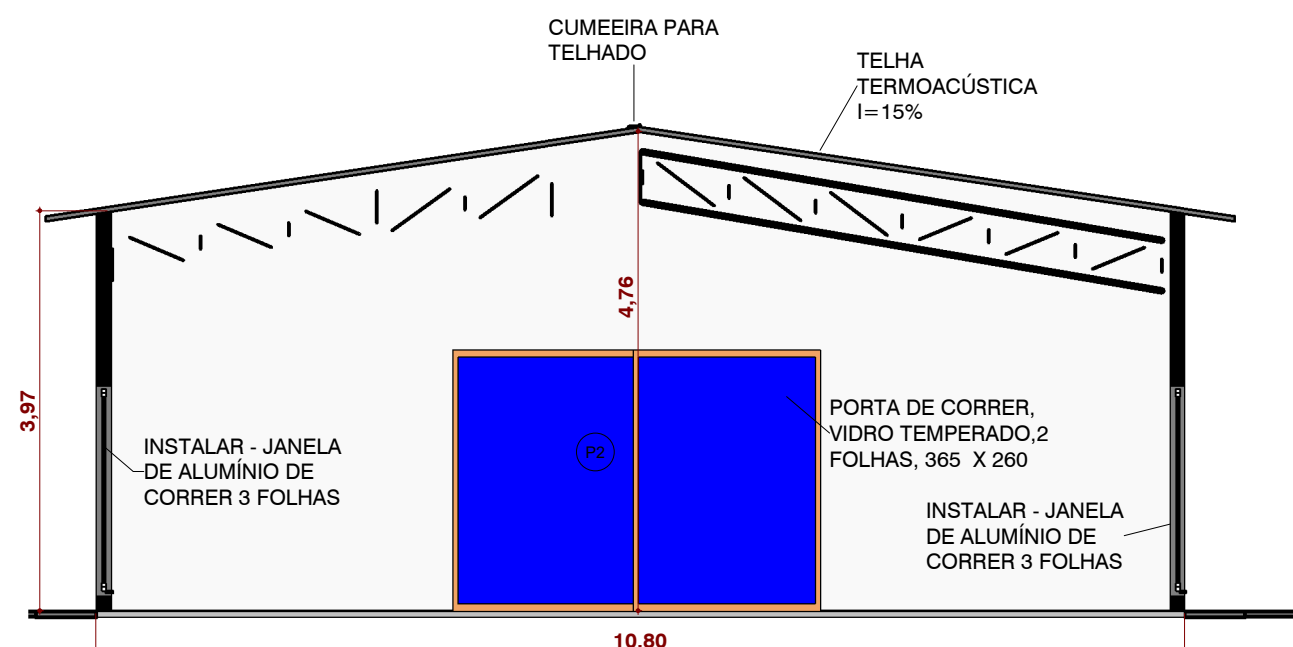 CUMEEIRA PARA
TELHADO
TELHA
TERMOACÚSTICA
I=15%
4,76
3,97
PORTA DE CORRER,
VIDRO TEMPERADO,2
FOLHAS, 365 X 260
P2
INSTALAR - JANELA
DE ALUMÍNIO DE
CORRER 3 FOLHAS
INSTALAR - JANELA
DE ALUMÍNIO DE
CORRER 3 FOLHAS
10,80